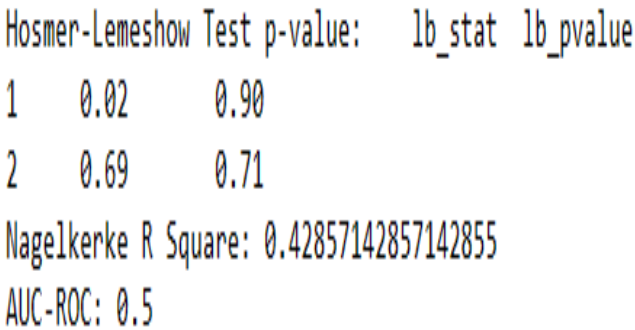 Hosmer-Lemeshow Test p-value:    lb_stat  lb_pvalue
1     0.02       0.90
2     0.69       0.71
Nagelkerke R Square: 0.42857142857142855
AUC-ROC: 0.5